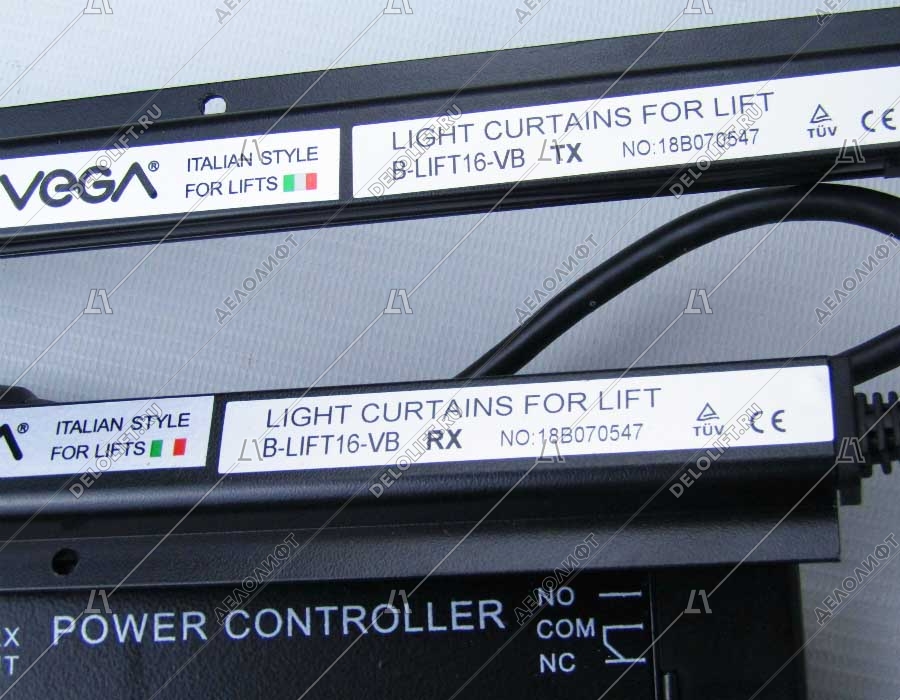 VEGA®
ITALIAN STYLE
FOR LIFTS
LIGHT CURTAINS FOR LIFT
B-LIFT16-VB TX NO:18B070547
TÜV CE
A®
ITALIAN STYLE
FOR LIFTS
LIGHT CURTAINS FOR LIFT
B-LIFT16-VB RX NO:18B070547
TÜV CE
POWER CONTROLLER
NO
COM
NC
DELOLIFT.RU
ДЕЛОЛИФТ